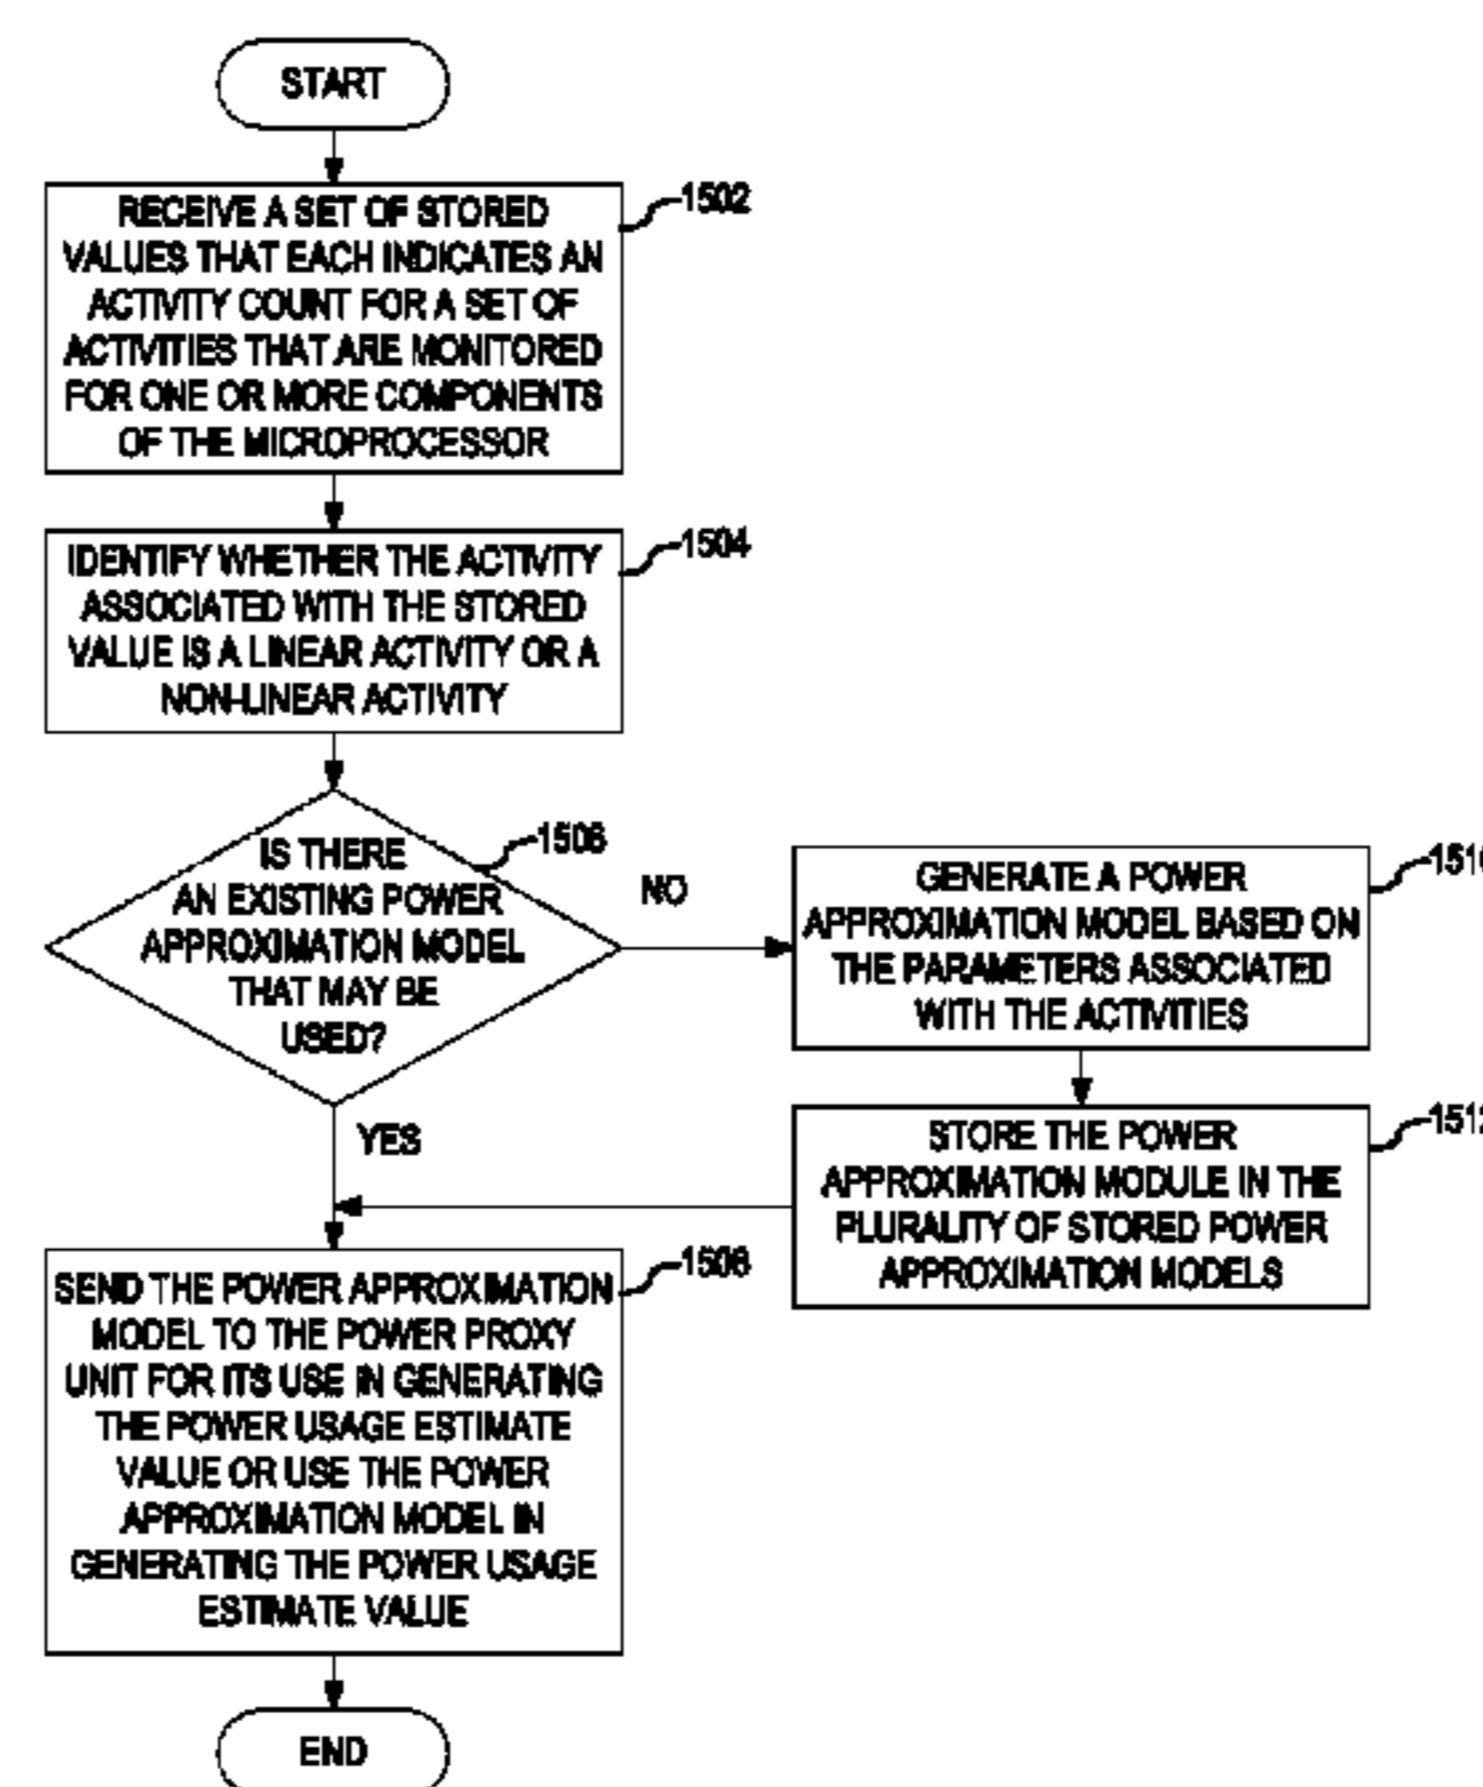 START
RECEIVE A SET OF STORED
VALUES THAT EACH INDICATES AN
ACTIVITY COUNT FOR A SET OF
ACTIVITIES THAT ARE MONITORED
FOR ONE OR MORE COMPONENTS
OF THE MICROPROCESSOR
1502
IDENTIFY WHETHER THE ACTIVITY
ASSOCIATED WITH THE STORED
VALUE IS A LINEAR ACTIVITY OR A
NON-LINEAR ACTIVITY
1504
IS THERE
AN EXISTING POWER
APPROXIMATION MODEL
THAT MAY BE
USED?
1506
NO
YES
GENERATE A POWER
APPROXIMATION MODEL BASED ON
THE PARAMETERS ASSOCIATED
WITH THE ACTIVITIES
1510
STORE THE POWER
APPROXIMATION MODULE IN THE
PLURALITY OF STORED POWER
APPROXIMATION MODELS
1512
SEND THE POWER APPROXIMATION
MODEL TO THE POWER PROXY
UNIT FOR ITS USE IN GENERATING
THE POWER USAGE ESTIMATE
VALUE OR USE THE POWER
APPROXIMATION MODEL IN
GENERATING THE POWER USAGE
ESTIMATE VALUE
1508
END